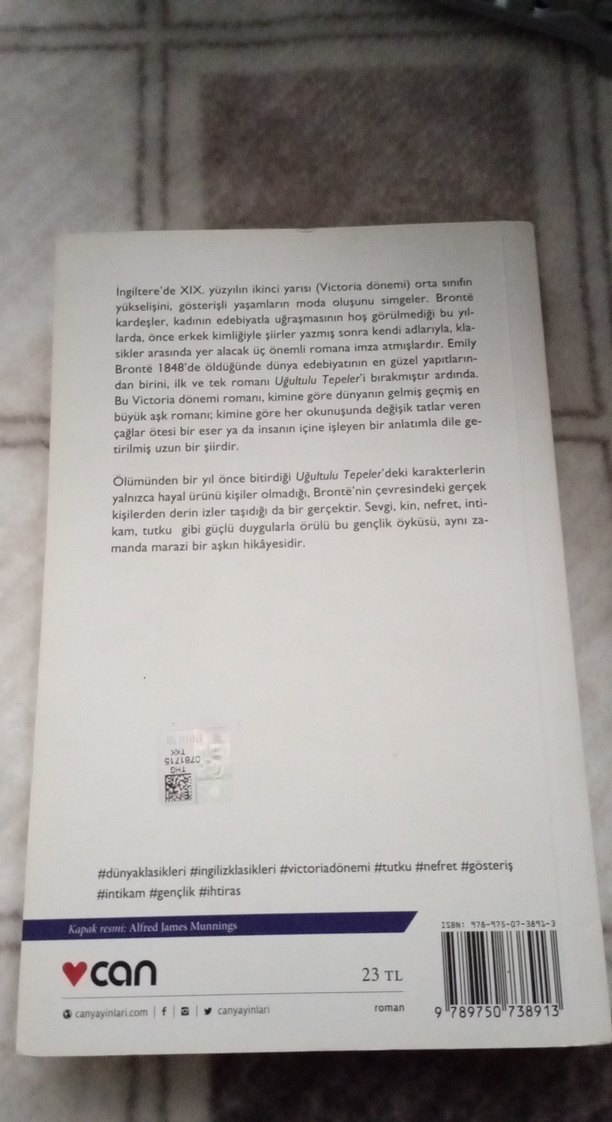 İngiltere'de XIX. yüzyılın ikinci yarısı (Victoria dönemi) orta sınıfın
yükselişini, gösterişli yaşamların moda oluşunu simgeler. Brontë
kardeşler, kadının edebiyatla uğraşmasının hoş görülmediği bu yıl-
larda, önce erkek kimliğiyle şiirler yazmış sonra kendi adlarıyla, kla-
sikler arasında yer alacak üç önemli romana imza atmışlardır. Emily
Brontë 1848'de öldüğünde dünya edebiyatının en güzel yapıtların-
dan birini, ilk ve tek romanı Uğultulu Tepeler'i bırakmıştır ardında.
Bu Victoria dönemi romanı, kimine göre dünyanın gelmiş geçmiş en
büyük aşk romanı; kimine göre her okunuşunda değişik tatlar veren
çağlar ötesi bir eser ya da insanın içine işleyen bir anlatımla dile ge-
tirilmiş uzun bir şiirdir.
Ölümünden bir yıl önce bitirdiği Uğultulu Tepeler'deki karakterlerin
yalnızca hayal ürünü kişiler olmadığı, Brontë'nin çevresindeki gerçek
kişilerden derin izler taşıdığı da bir gerçektir. Sevgi, kin, nefret, inti-
kam, tutku gibi güçlü duygularla örülü bu gençlik öyküsü, aynı za-
manda marazi bir aşkın hikâyesidir.
THG
0781715
TKK
#dünyaklasikleri #ingilizklasikleri #victoriadönemi #tutku #nefret #gösteriş
#intikam #gençlik #ihtiras
Kapak resmi: Alfred James Munnings
ISBN: 978-975-07-3891-3
can
23 TL
canyayinlari.com | f | | canyayinlari
roman
9 789750 738913